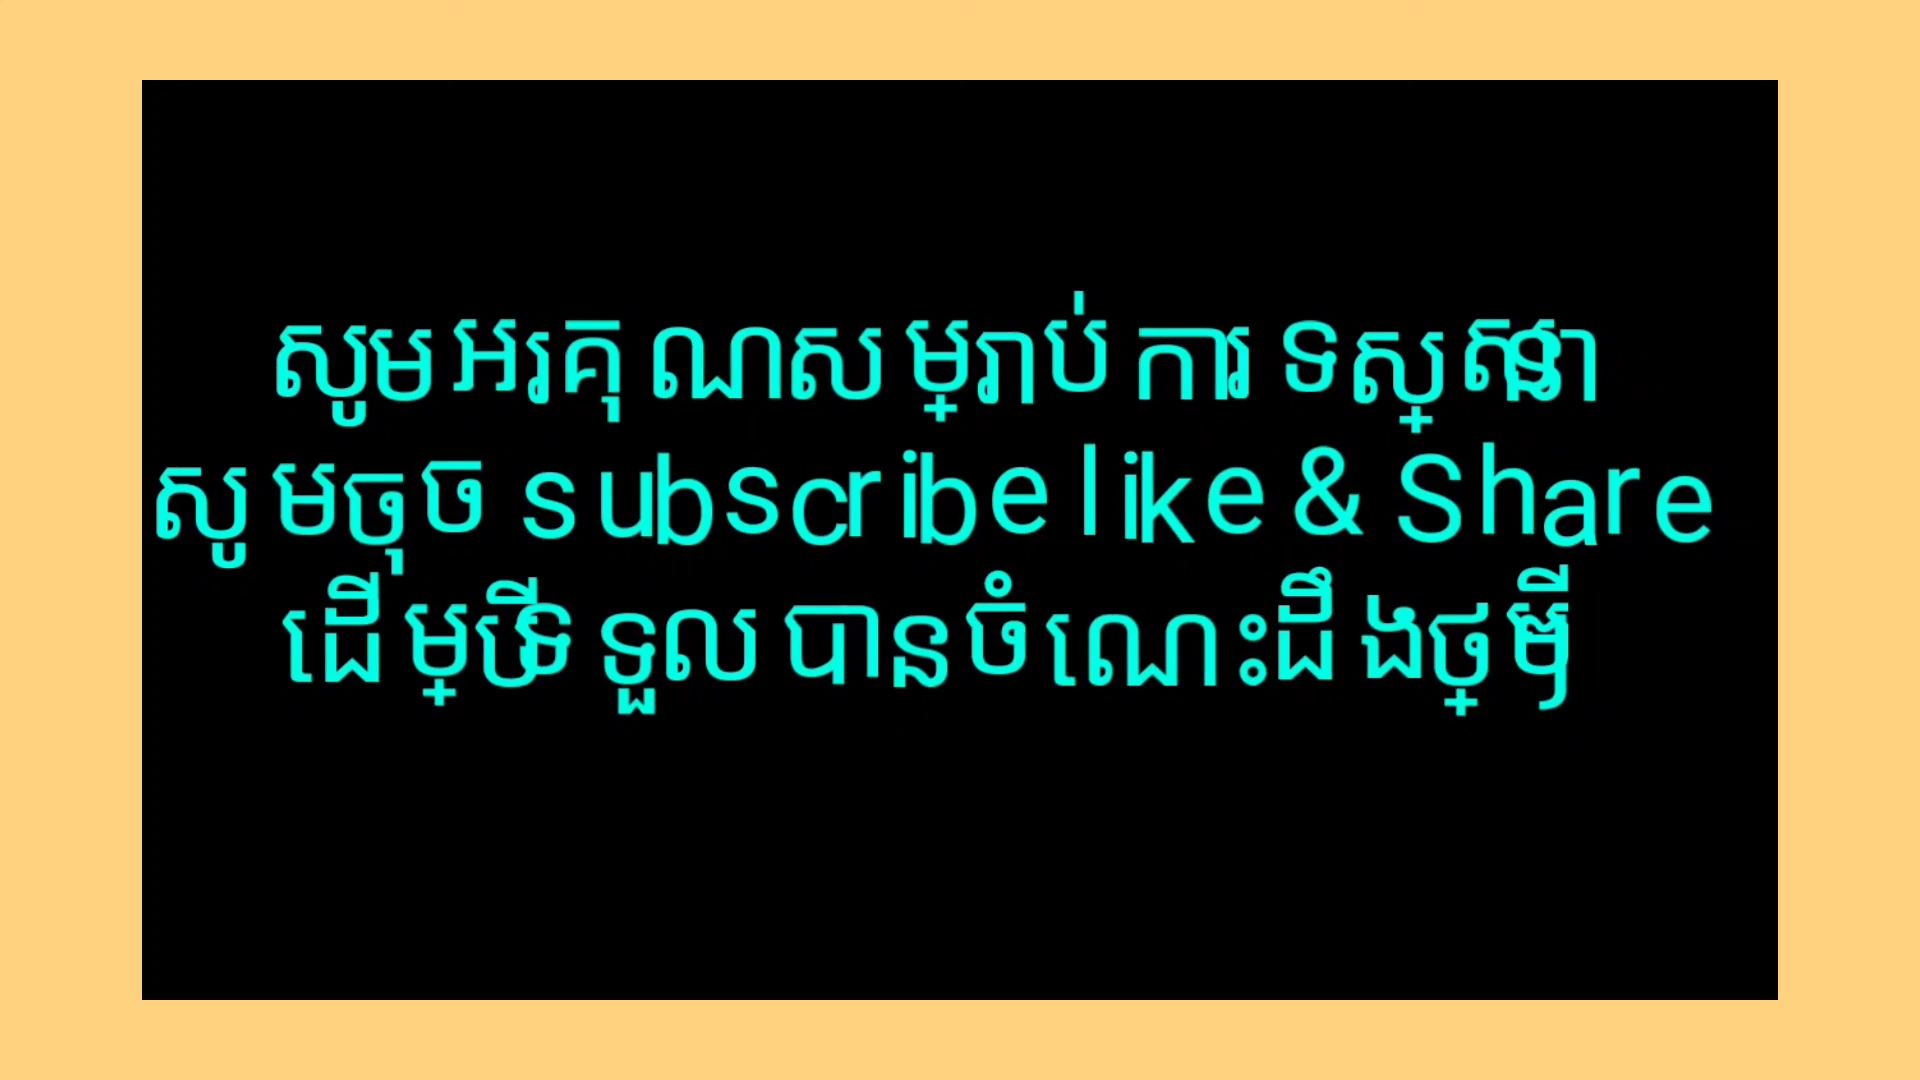 សូមអរគុណសម្រាប់ការទស្សនា
សូមចុច subscribe like & Share
ដើម្បីទទួលបានចំណេះដឹងថ្មីៗ